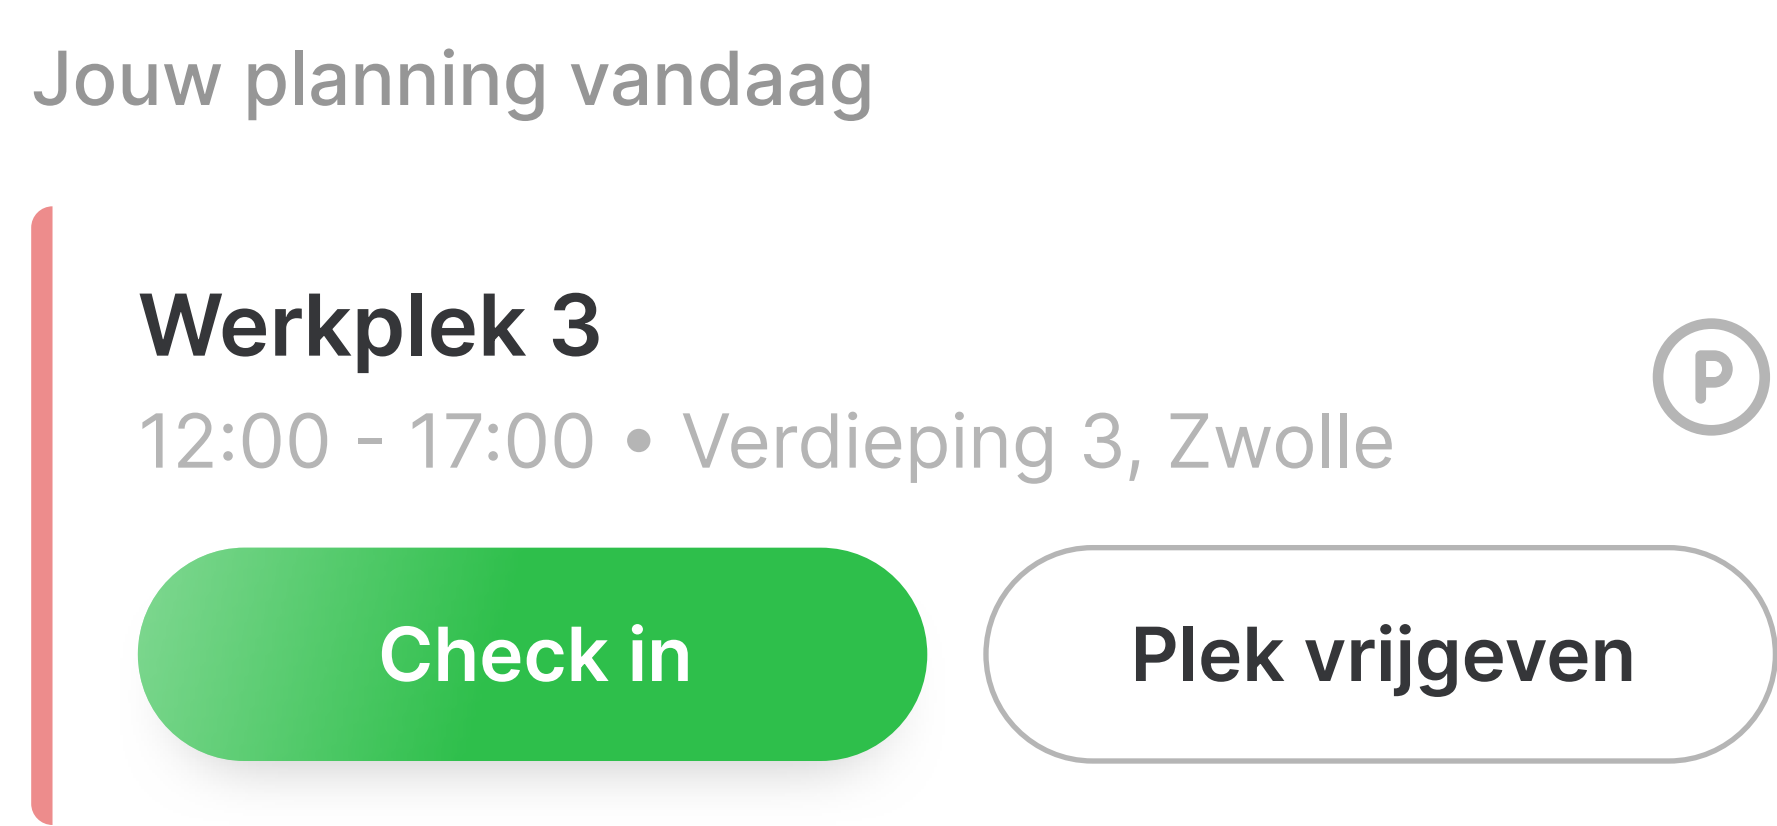 Jouw planning vandaag
Werkplek 3
P
12:00 - 17:00 • Verdieping 3, Zwolle
Check in
Plek vrijgeven